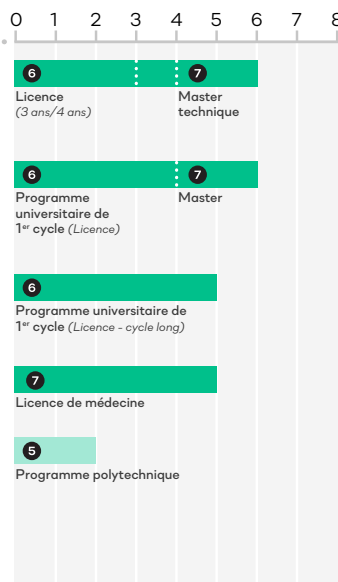 0 1 2 3 4 5 6 7 8
6 7
Licence Master
(3 ans/4 ans) technique
6 7
Programme Master
universitaire de
1er cycle (Licence)
6
Programme universitaire de
1er cycle (Licence - cycle long)
7
Licence de médecine
5
Programme polytechnique